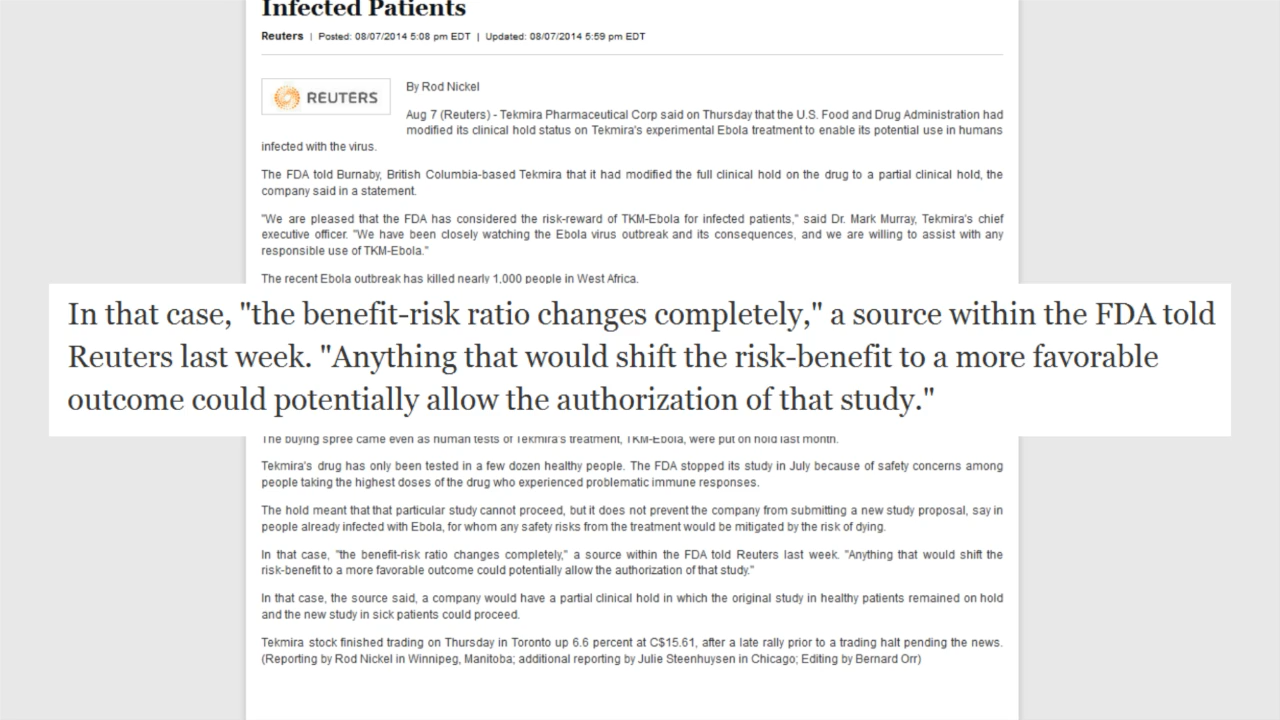 Infected Patients
Reuters | Posted: 08/07/2014 5:08 pm EDT | Updated: 08/07/2014 5:59 pm EDT
REUTERS
By Rod Nickel
Aug 7 (Reuters) - Tekmira Pharmaceutical Corp said on Thursday that the U.S. Food and Drug Administration had
modified its clinical hold status on Tekmira's experimental Ebola treatment to enable its potential use in humans
infected with the virus.
The FDA told Burnaby, British Columbia-based Tekmira that it had modified the full clinical hold on the drug to a partial clinical hold, the
company said in a statement.
"We are pleased that the FDA has considered the risk-reward of TKM-Ebola for infected patients," said Dr. Mark Murray, Tekmira's chief
executive officer. "We have been closely watching the Ebola virus outbreak and its consequences, and we are willing to assist with any
responsible use of TKM-Ebola."
The recent Ebola outbreak has killed nearly 1,000 people in West Africa.
In that case, "the benefit-risk ratio changes completely," a source within the FDA told
Reuters last week. "Anything that would shift the risk-benefit to a more favorable
outcome could potentially allow the authorization of that study."
The buying spree came even as human tests of Tekmira's treatment, TKM-Ebola, were put on hold last month.
Tekmira's drug has only been tested in a few dozen healthy people. The FDA stopped its study in July because of safety concerns among
people taking the highest doses of the drug who experienced problematic immune responses.
The hold meant that that particular study cannot proceed, but it does not prevent the company from submitting a new study proposal, say in
people already infected with Ebola, for whom any safety risks from the treatment would be mitigated by the risk of dying.
In that case, "the benefit-risk ratio changes completely," a source within the FDA told Reuters last week. "Anything that would shift the
risk-benefit to a more favorable outcome could potentially allow the authorization of that study."
In that case, the source said, a company would have a partial clinical hold in which the original study in healthy patients remained on hold
and the new study in sick patients could proceed.
Tekmira stock finished trading on Thursday in Toronto up 6.6 percent at C$15.61, after a late rally prior to a trading halt pending the news.
(Reporting by Rod Nickel in Winnipeg, Manitoba; additional reporting by Julie Steenhuysen in Chicago; Editing by Bernard Orr)